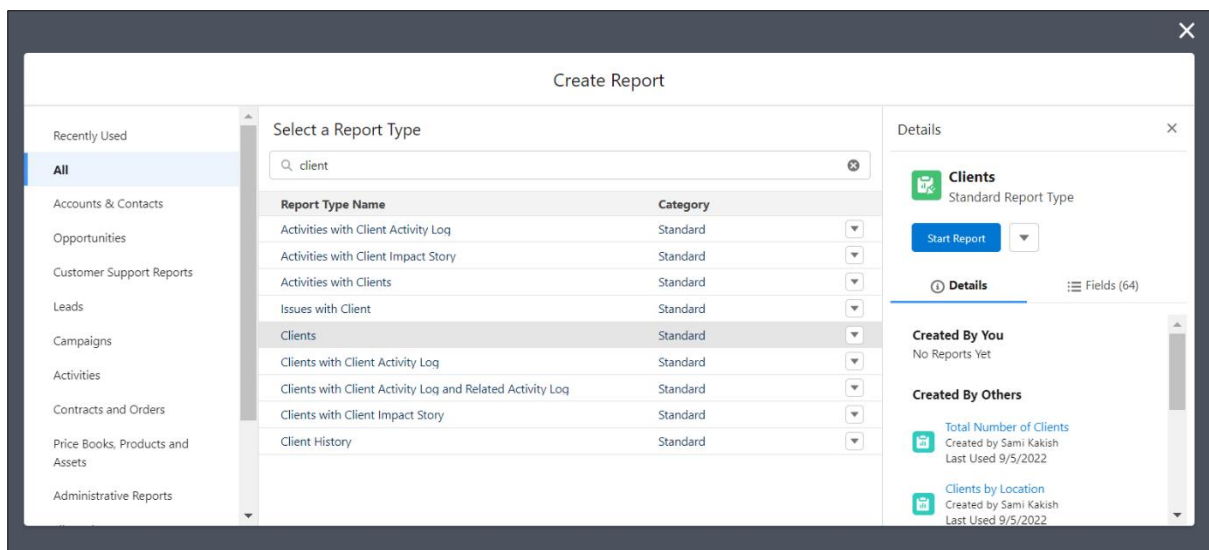 Create Report
Recently Used
All
Accounts & Contacts
Opportunities
Customer Support Reports
Leads
Campaigns
Activities
Contracts and Orders
Price Books, Products and
Assets
Administrative Reports
Select a Report Type
client
Report Type Name Category
Activities with Client Activity Log Standard
Activities with Client Impact Story Standard
Activities with Clients Standard
Issues with Client Standard
Clients Standard
Clients with Client Activity Log Standard
Clients with Client Activity Log and Related Activity Log Standard
Clients with Client Impact Story Standard
Client History Standard
Details
Clients
Standard Report Type
Start Report
Details Fields (64)
Created By You
No Reports Yet
Created By Others
Total Number of Clients
Created by Sami Kakish
Last Used 9/5/2022
Clients by Location
Created by Sami Kakish
Last Used 9/5/2022